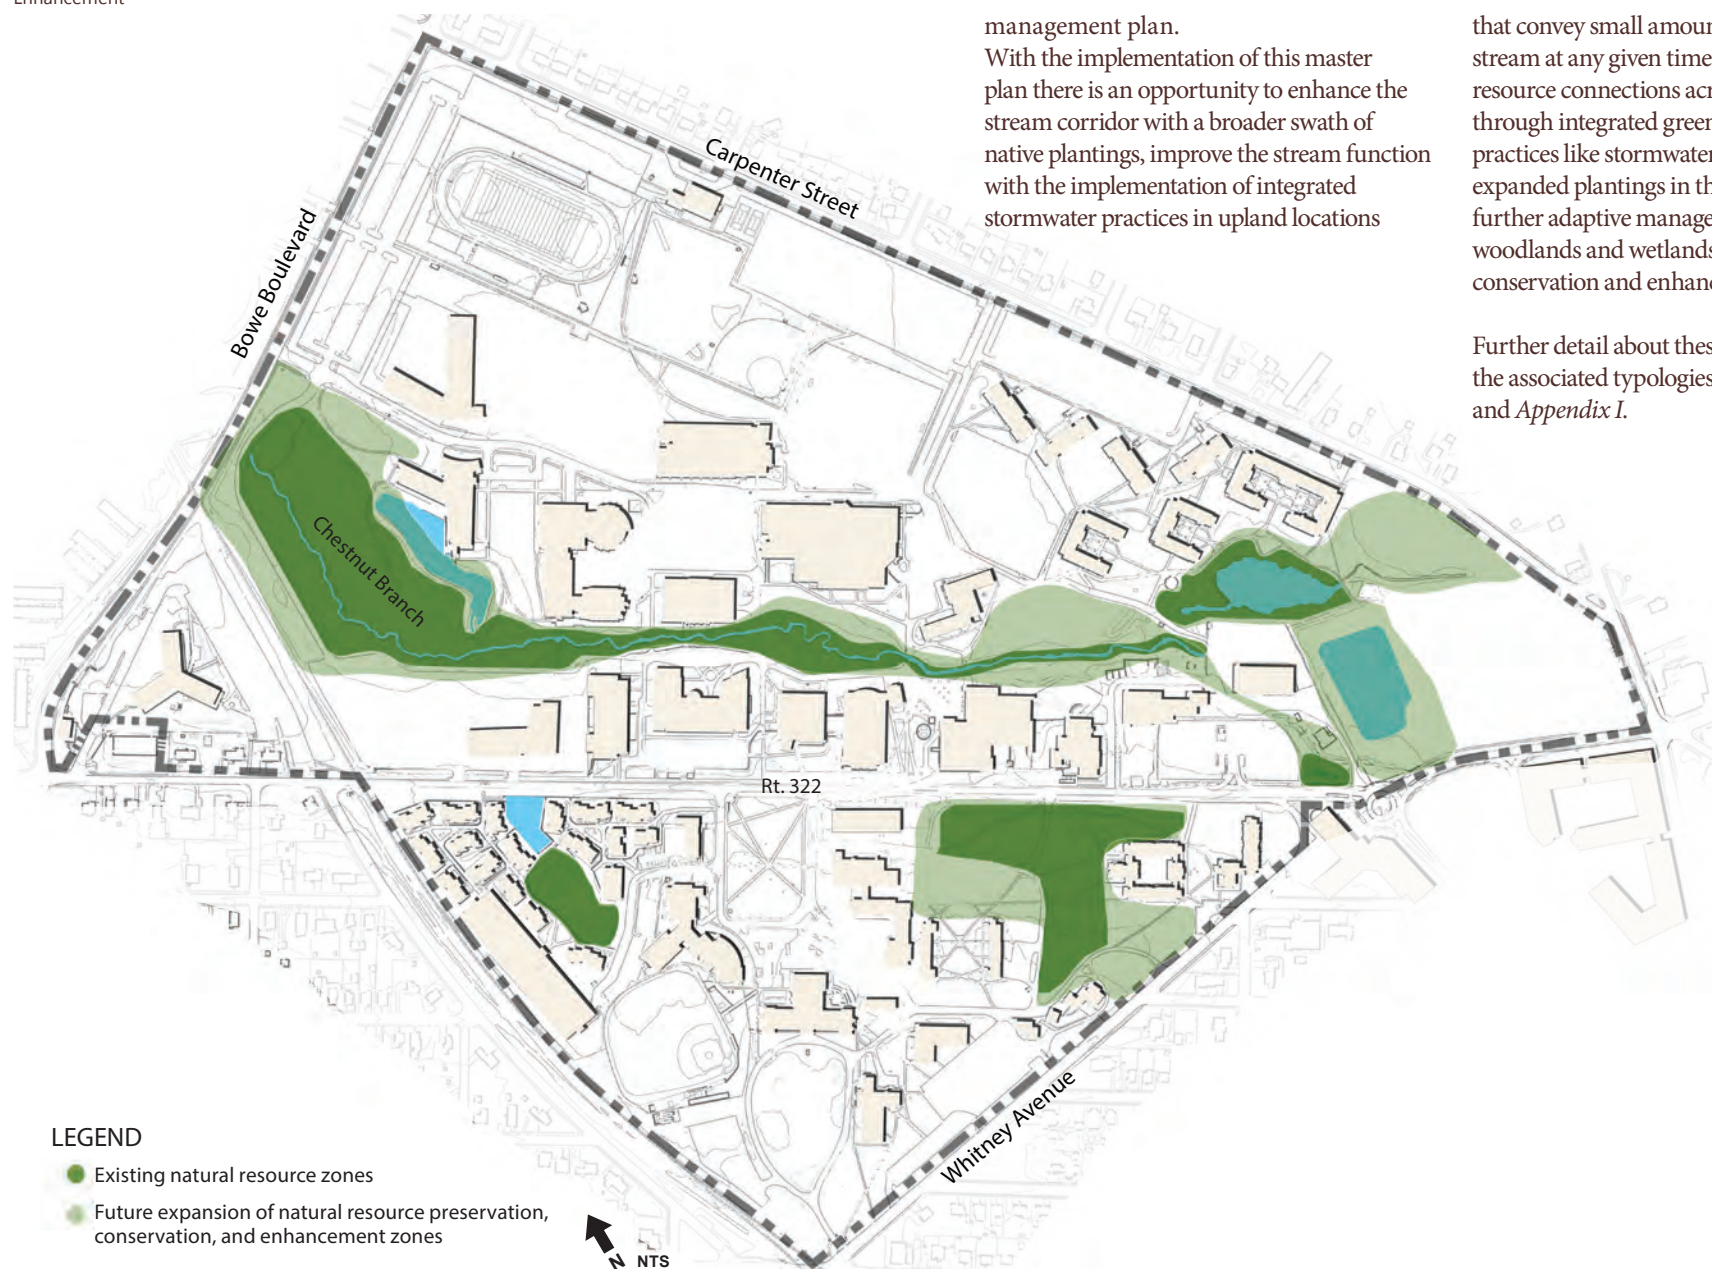 Enhancement
management plan.
With the implementation of this master
plan there is an opportunity to enhance the
stream corridor with a broader swath of
native plantings, improve the stream function
with the implementation of integrated
stormwater practices in upland locations
that convey small amoun
stream at any given time
resource connections acr
through integrated green
practices like stormwater
expanded plantings in th
further adaptive manage
woodlands and wetlands
conservation and enhanc
Further detail about thes
the associated typologies
and Appendix I.
Carpenter Street
Bowe Boulevard
Chestnut Branch
Rt. 322
Whitney Avenue
LEGEND
Existing natural resource zones
Future expansion of natural resource preservation,
conservation, and enhancement zones
N NTS